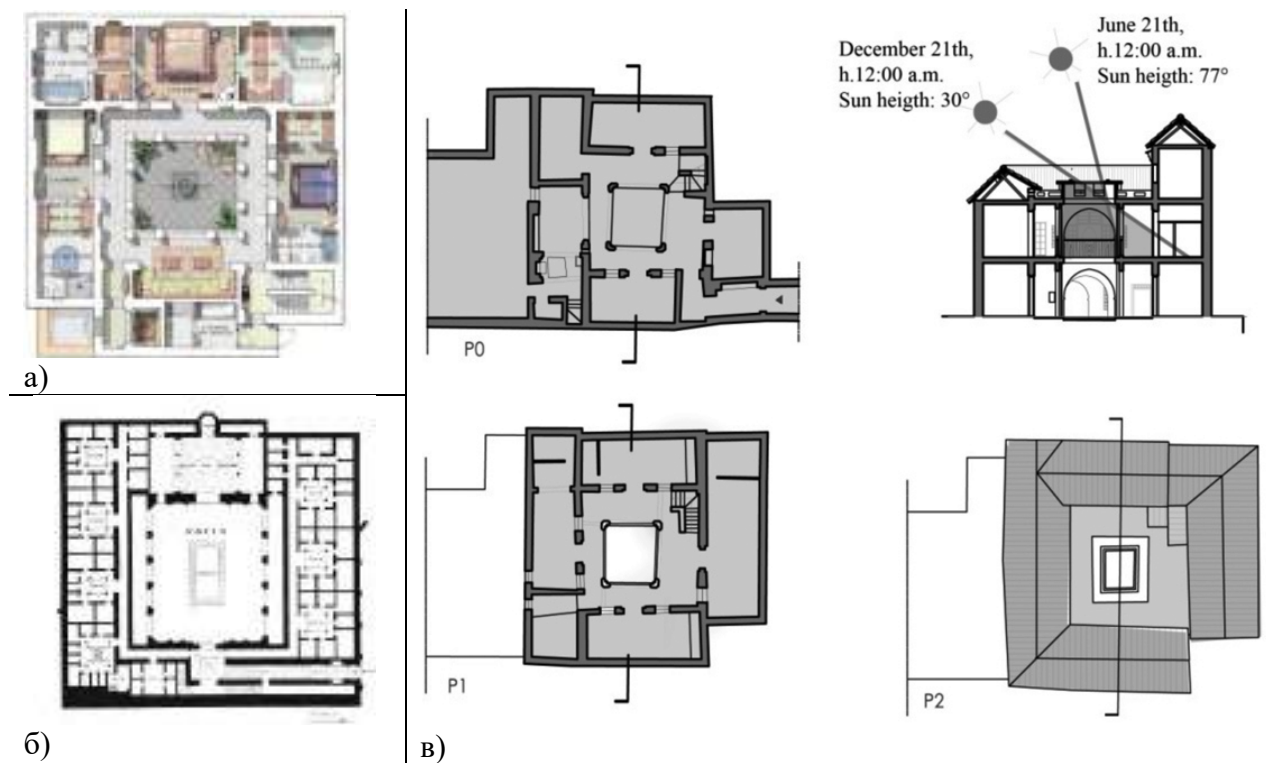 а)
б)
December 21th,
h.12:00 a.m.
Sun heigth: 30°
June 21th,
h.12:00 a.m.
Sun heigth: 77°
P0
P1
P2
в)